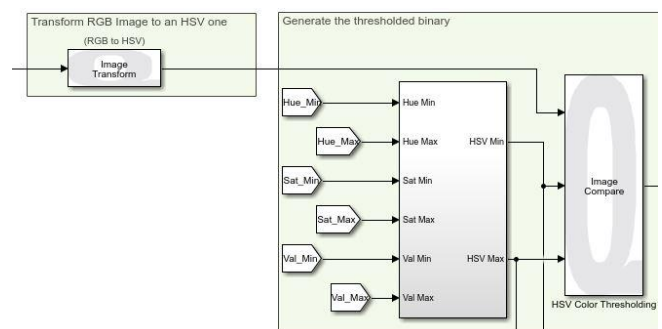 Transform RGB Image to an HSV one
(RGB to HSV)
Image
Transform
Generate the thresholded binary
Hue_Min
Hue Min
Hue_Max
Hue Max
HSV Min
Sat_Min
Sat Min
Sat_Max
Sat Max
Val_Min
Val Min
HSV Max
Val_Max
Val Max
Image
Compare
HSV Color Thresholding